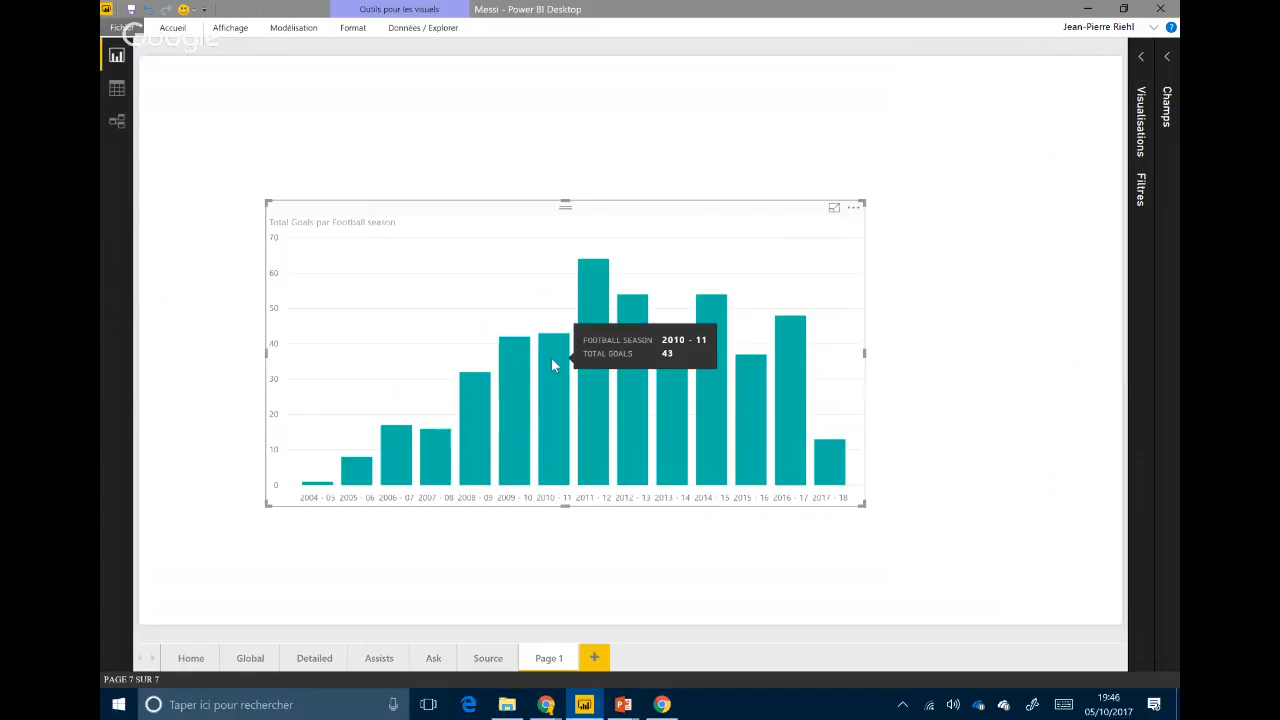 Outils pour les visuels
Messi - Power BI Desktop
Fichier
Accueil
Affichage
Modélisation
Format
Données / Explorer
Jean-Pierre Riehl
Google
Total Goals par Football season
70
60
50
40
30
20
10
0
FOOTBALL SEASON 2010 - 11
TOTAL GOALS 43
2004 - 05 2005 - 06 2006 - 07 2007 - 08 2008 - 09 2009 - 10 2010 - 11 2011 - 12 2012 - 13 2013 - 14 2014 - 15 2015 - 16 2016 - 17 2017 - 18
Visualisations
Filtres
Champs
Home
Global
Detailed
Assists
Ask
Source
Page 1
PAGE 7 SUR 7
Taper ici pour rechercher
19:46
05/10/2017